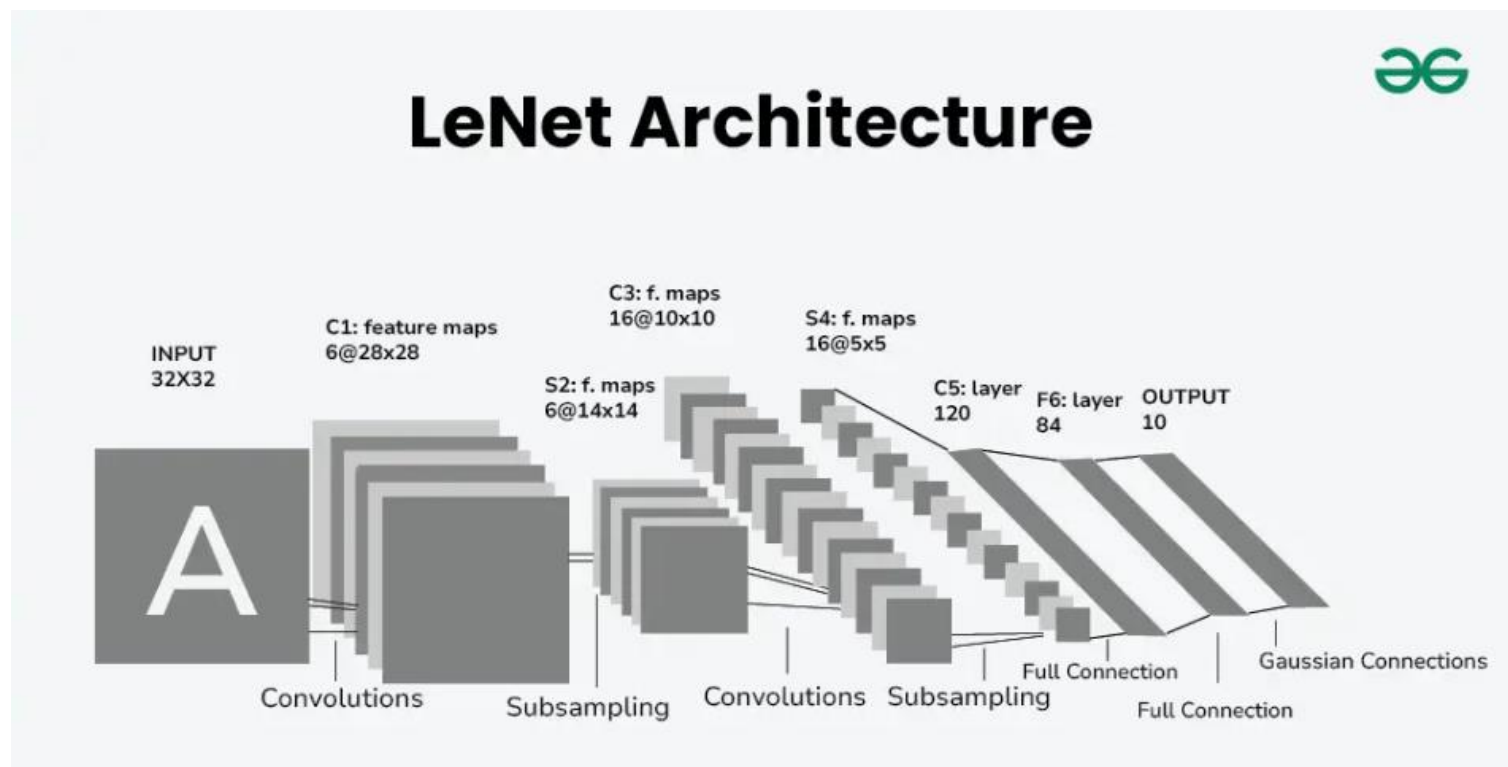 LeNet Architecture
C3: f. maps
16@10x10
C1: feature maps
6@28x28
S4: f. maps
16@5x5
INPUT
32X32
S2: f. maps
6@14x14
C5: layer
120
F6: layer
84
OUTPUT
10
A
Convolutions
Subsampling
Convolutions
Subsampling
Full Connection
Full Connection
Gaussian Connections